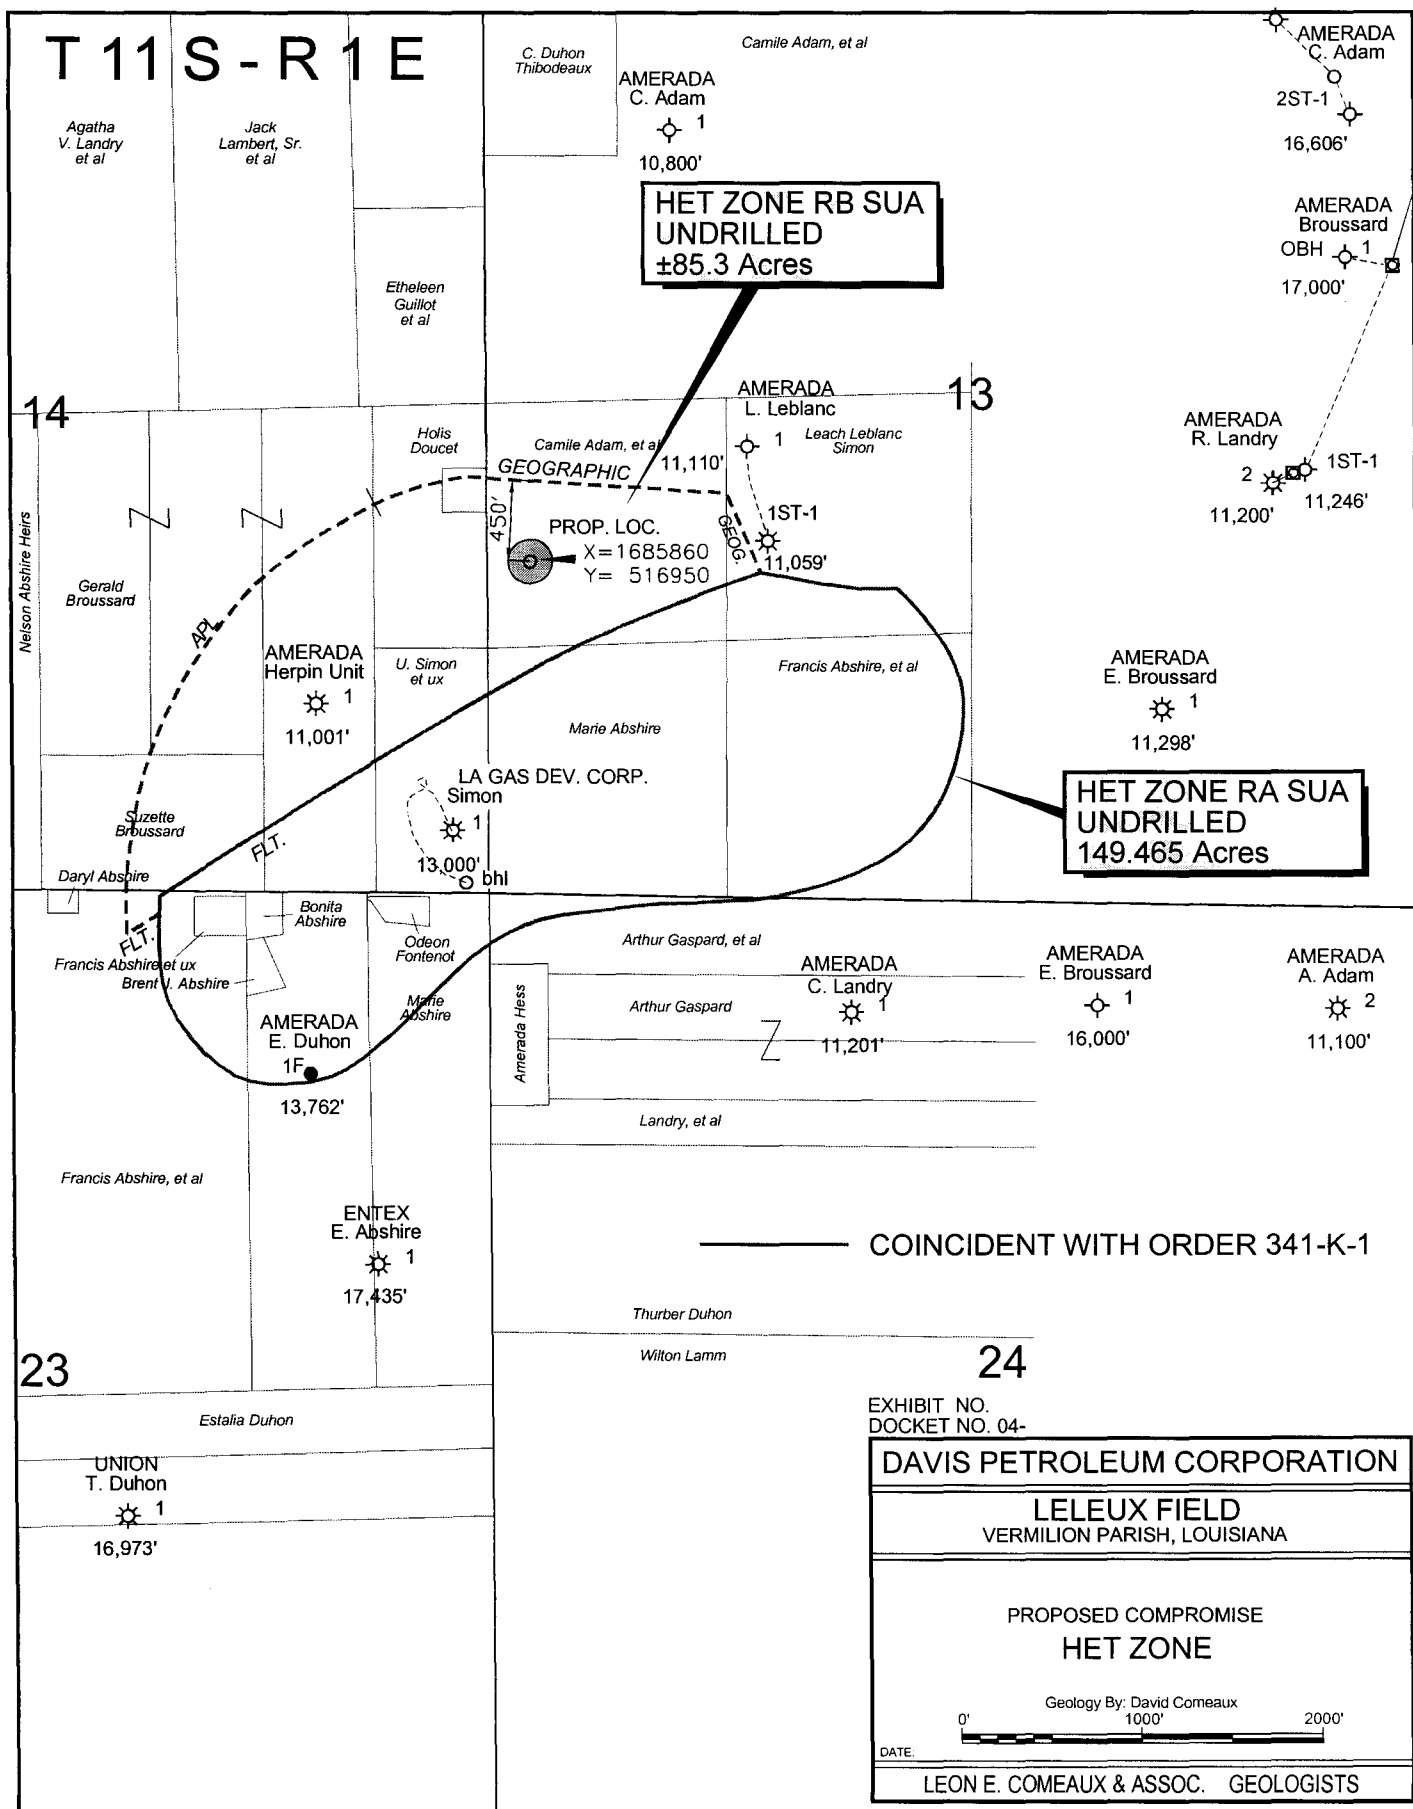 T 11 S - R 1 E
Agatha
V. Landry
et al
Jack
Lambert, Sr.
et al
C. Duhon
Thibodeaux
Camile Adam, et al
AMERADA
C. Adam
1
10,800'
AMERADA
C. Adam
2ST-1
16,606'
HET ZONE RB SUA
UNDRILLED
±85.3 Acres
AMERADA
Broussard
OBH
1
17,000'
Etheleen
Guillot
et al
14
13
AMERADA
L. Leblanc
1
Leach Leblanc
Simon
Holis
Doucet
Camile Adam, et al
GEOGRAPHIC
11,110'
AMERADA
R. Landry
2
1ST-1
11,200'
11,246'
450'
PROP. LOC.
X=1685860
Y= 516950
GEOG.
1ST-1
11,059'
Nelson Abshire Heirs
Gerald
Broussard
APL
AMERADA
Herpin Unit
1
11,001'
U. Simon
et ux
Marie Abshire
Francis Abshire, et al
AMERADA
E. Broussard
1
11,298'
LA GAS DEV. CORP.
Simon
1
13,000'
bhl
HET ZONE RA SUA
UNDRILLED
149.465 Acres
Suzette
Broussard
FLT.
Daryl Abshire
FLT.
Bonita
Abshire
Odeon
Fontenot
Francis Abshire et ux
Brent J. Abshire
Marie
Abshire
Arthur Gaspard, et al
Amerada Hess
Arthur Gaspard
AMERADA
C. Landry
1
11,201'
AMERADA
E. Broussard
1
16,000'
AMERADA
A. Adam
2
11,100'
AMERADA
E. Duhon
1F
13,762'
Landry, et al
Francis Abshire, et al
ENTEX
E. Abshire
1
17,435'
COINCIDENT WITH ORDER 341-K-1
Thurber Duhon
Wilton Lamm
23
24
Estalia Duhon
UNION
T. Duhon
1
16,973'
EXHIBIT NO.
DOCKET NO. 04-
DAVIS PETROLEUM CORPORATION
LELEUX FIELD
VERMILION PARISH, LOUISIANA
PROPOSED COMPROMISE
HET ZONE
Geology By: David Comeaux
0' 1000' 2000'
DATE:
LEON E. COMEAUX & ASSOC. GEOLOGISTS